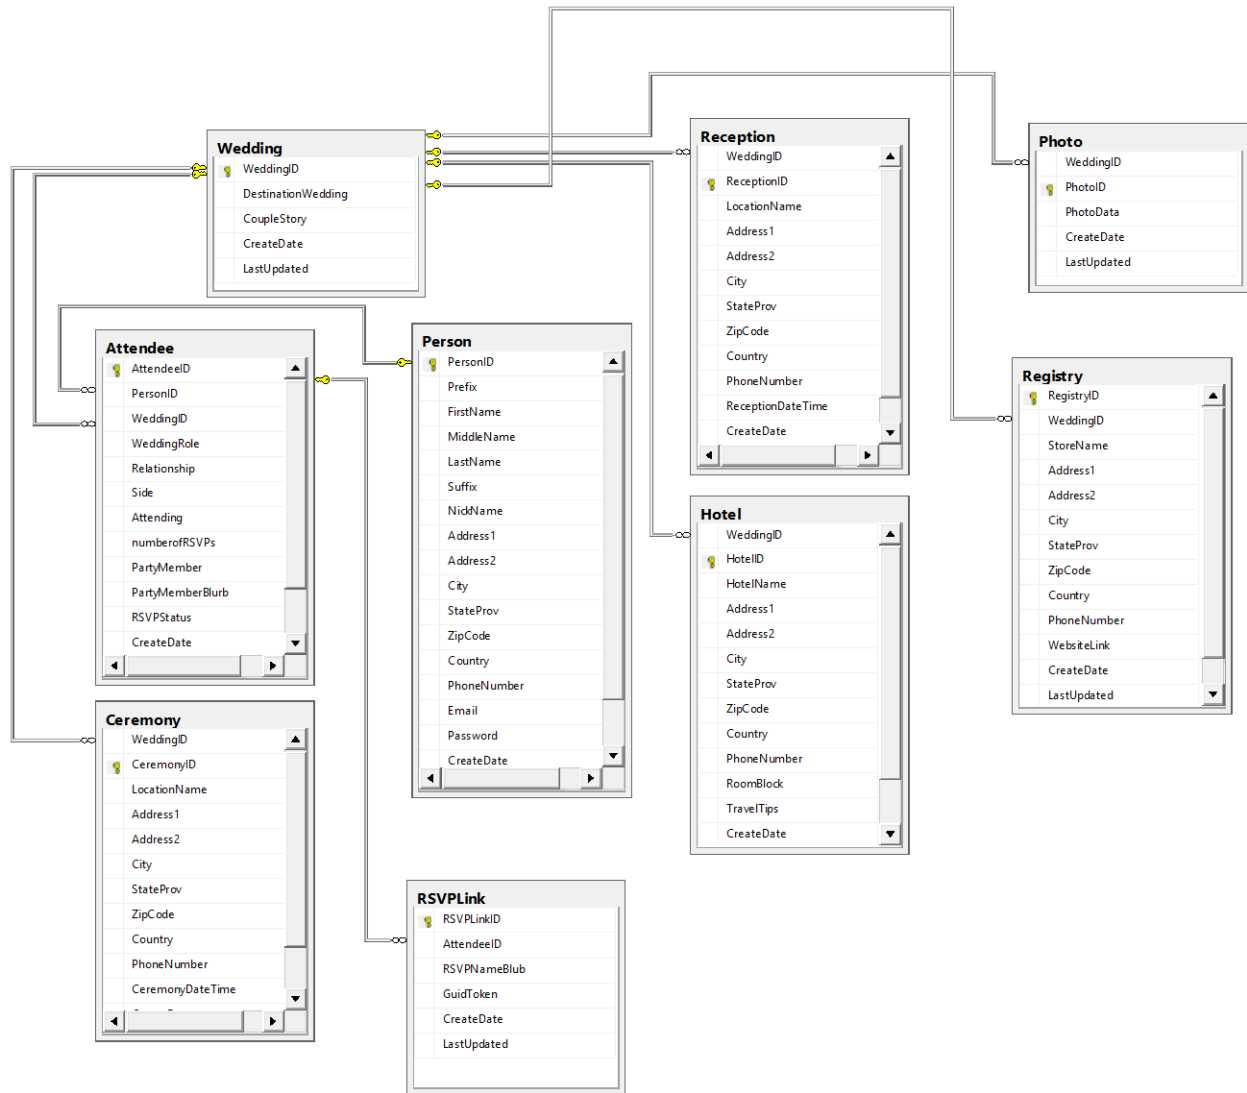 Wedding
WeddingID
DestinationWedding
CoupleStory
CreateDate
LastUpdated
Reception
WeddingID
ReceptionID
LocationName
Address1
Address2
City
StateProv
ZipCode
Country
PhoneNumber
ReceptionDateTime
CreateDate
Photo
WeddingID
PhotoID
PhotoData
CreateDate
LastUpdated
Attendee
AttendeeID
PersonID
WeddingID
WeddingRole
Relationship
Side
Attending
numberofRSVPs
PartyMember
PartyMemberBlurb
RSVPStatus
CreateDate
Person
PersonID
Prefix
FirstName
MiddleName
LastName
Suffix
NickName
Address1
Address2
City
StateProv
ZipCode
Country
PhoneNumber
Email
Password
CreateDate
Registry
RegistryID
WeddingID
StoreName
Address1
Address2
City
StateProv
ZipCode
Country
PhoneNumber
WebsiteLink
CreateDate
LastUpdated
Hotel
WeddingID
HotelID
HotelName
Address1
Address2
City
StateProv
ZipCode
Country
PhoneNumber
RoomBlock
TravelTips
CreateDate
Ceremony
WeddingID
CeremonyID
LocationName
Address1
Address2
City
StateProv
ZipCode
Country
PhoneNumber
CeremonyDateTime
RSVPLink
RSVPLinkID
AttendeeID
RSVPNameBlub
GuidToken
CreateDate
LastUpdated